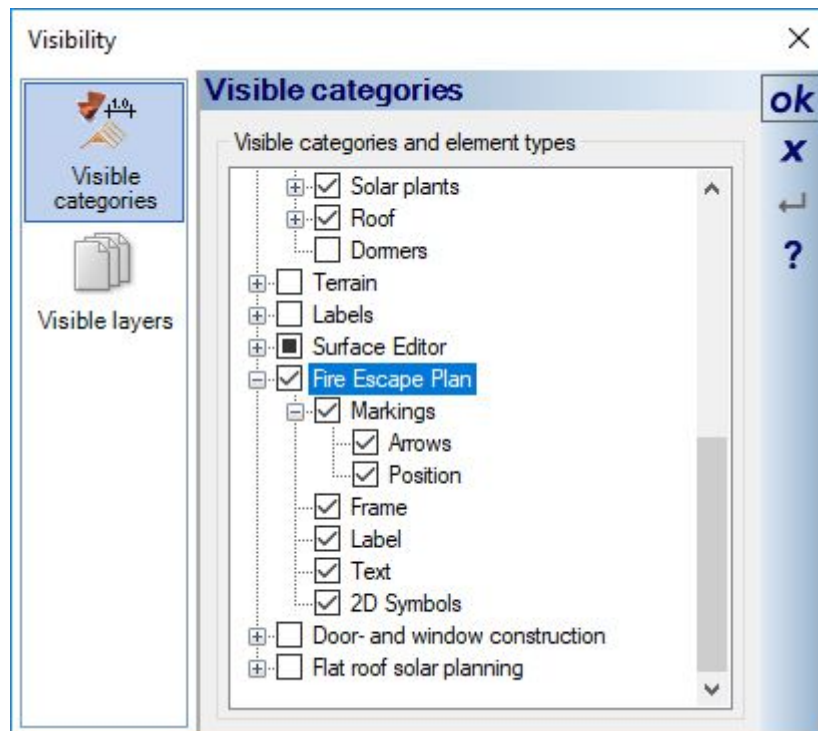 Visibility
Visible categories
ok
Visible categories and element types
x
Visible
categories
Solar plants
Roof
Dormers
?
Terrain
Labels
Visible layers
Surface Editor
Fire Escape Plan
Markings
Arrows
Position
Frame
Label
Text
2D Symbols
Door- and window construction
Flat roof solar planning